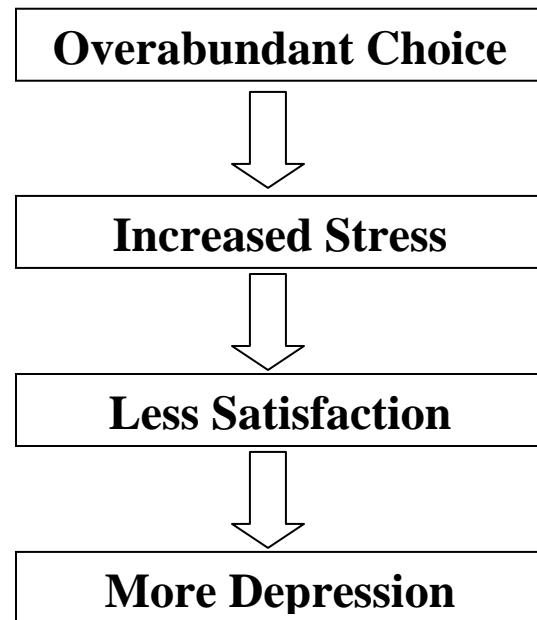 Overabundant Choice
Increased Stress
Less Satisfaction
More Depression